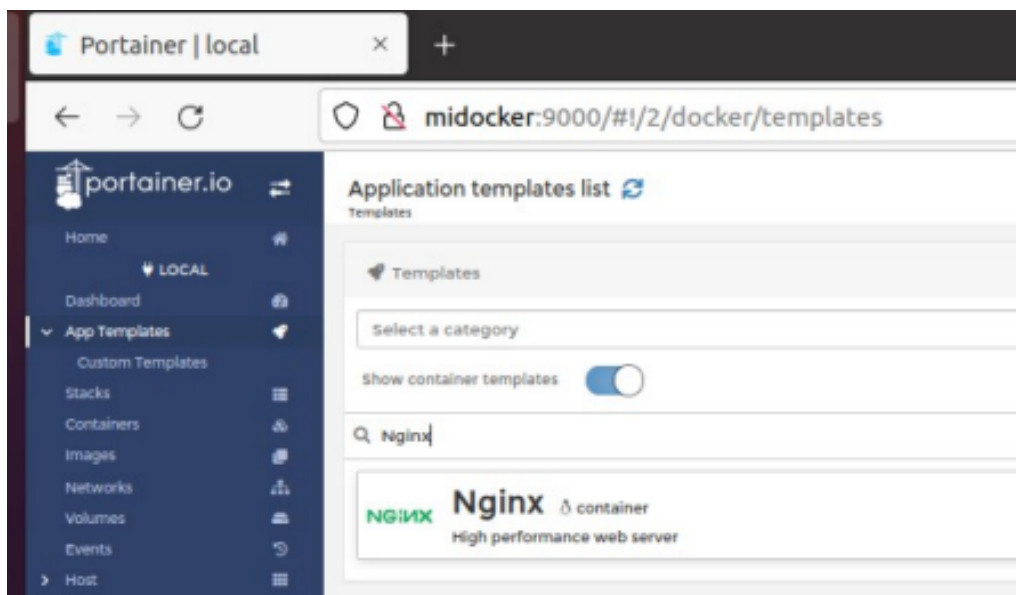 Portainer | local
midocker:9000/#!/2/docker/templates
portainer.io
Home
LOCAL
Dashboard
App Templates
Custom Templates
Stacks
Containers
Images
Networks
Volumes
Events
Host
Application templates list
Templates
Templates
Select a category
Show container templates
Nginx
NGINX
Nginx container
High performance web server